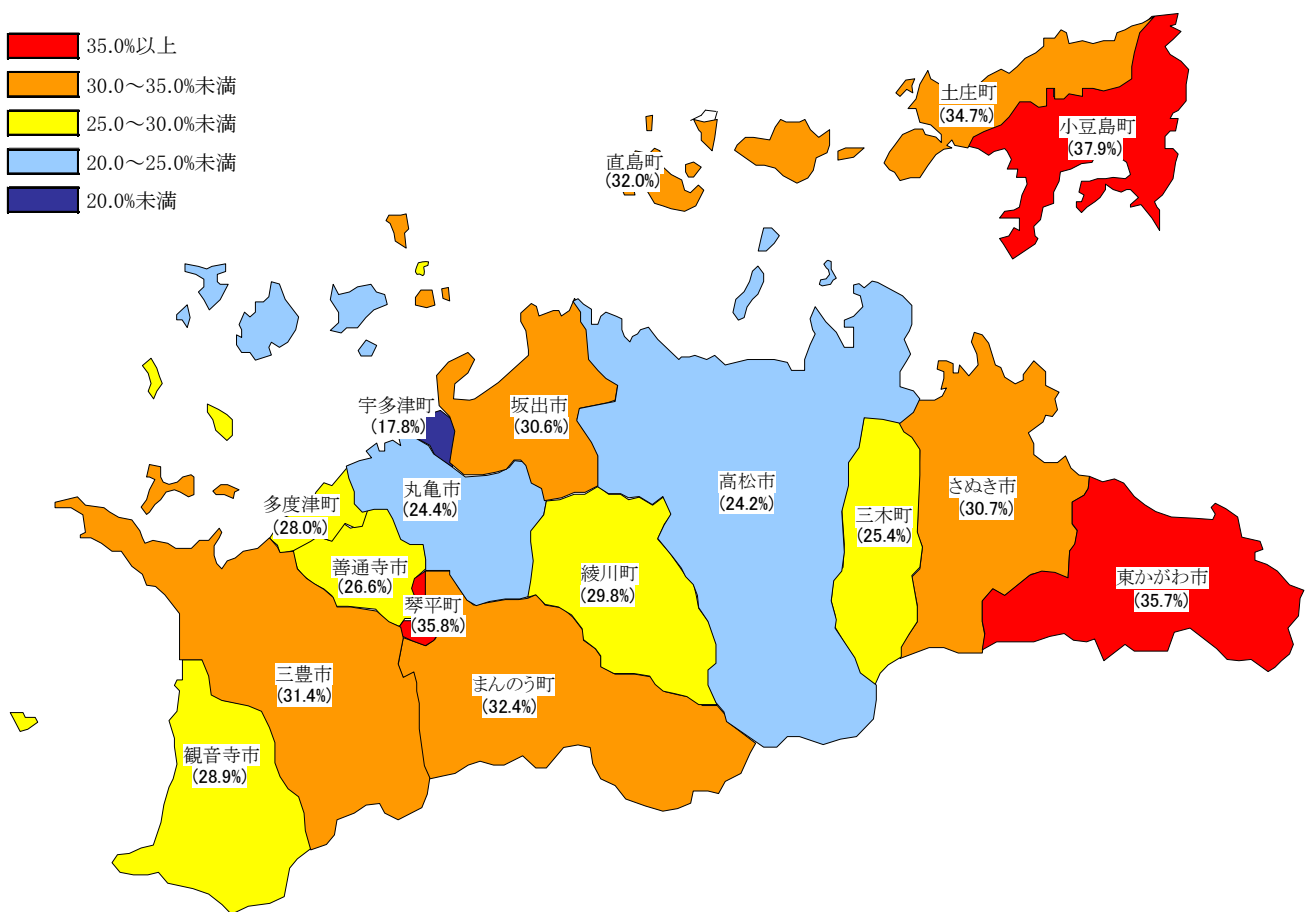 35.0%以上
30.0～35.0%未満
25.0～30.0%未満
20.0～25.0%未満
20.0%未満
土庄町
(34.7%)
小豆島町
(37.9%)
直島町
(32.0%)
宇多津町
(17.8%)
坂出市
(30.6%)
高松市
(24.2%)
さぬき市
(30.7%)
丸亀市
(24.4%)
多度津町
(28.0%)
三木町
(25.4%)
善通寺市
(26.6%)
綾川町
(29.8%)
東かがわ市
(35.7%)
琴平町
(35.8%)
三豊市
(31.4%)
まんのう町
(32.4%)
観音寺市
(28.9%)